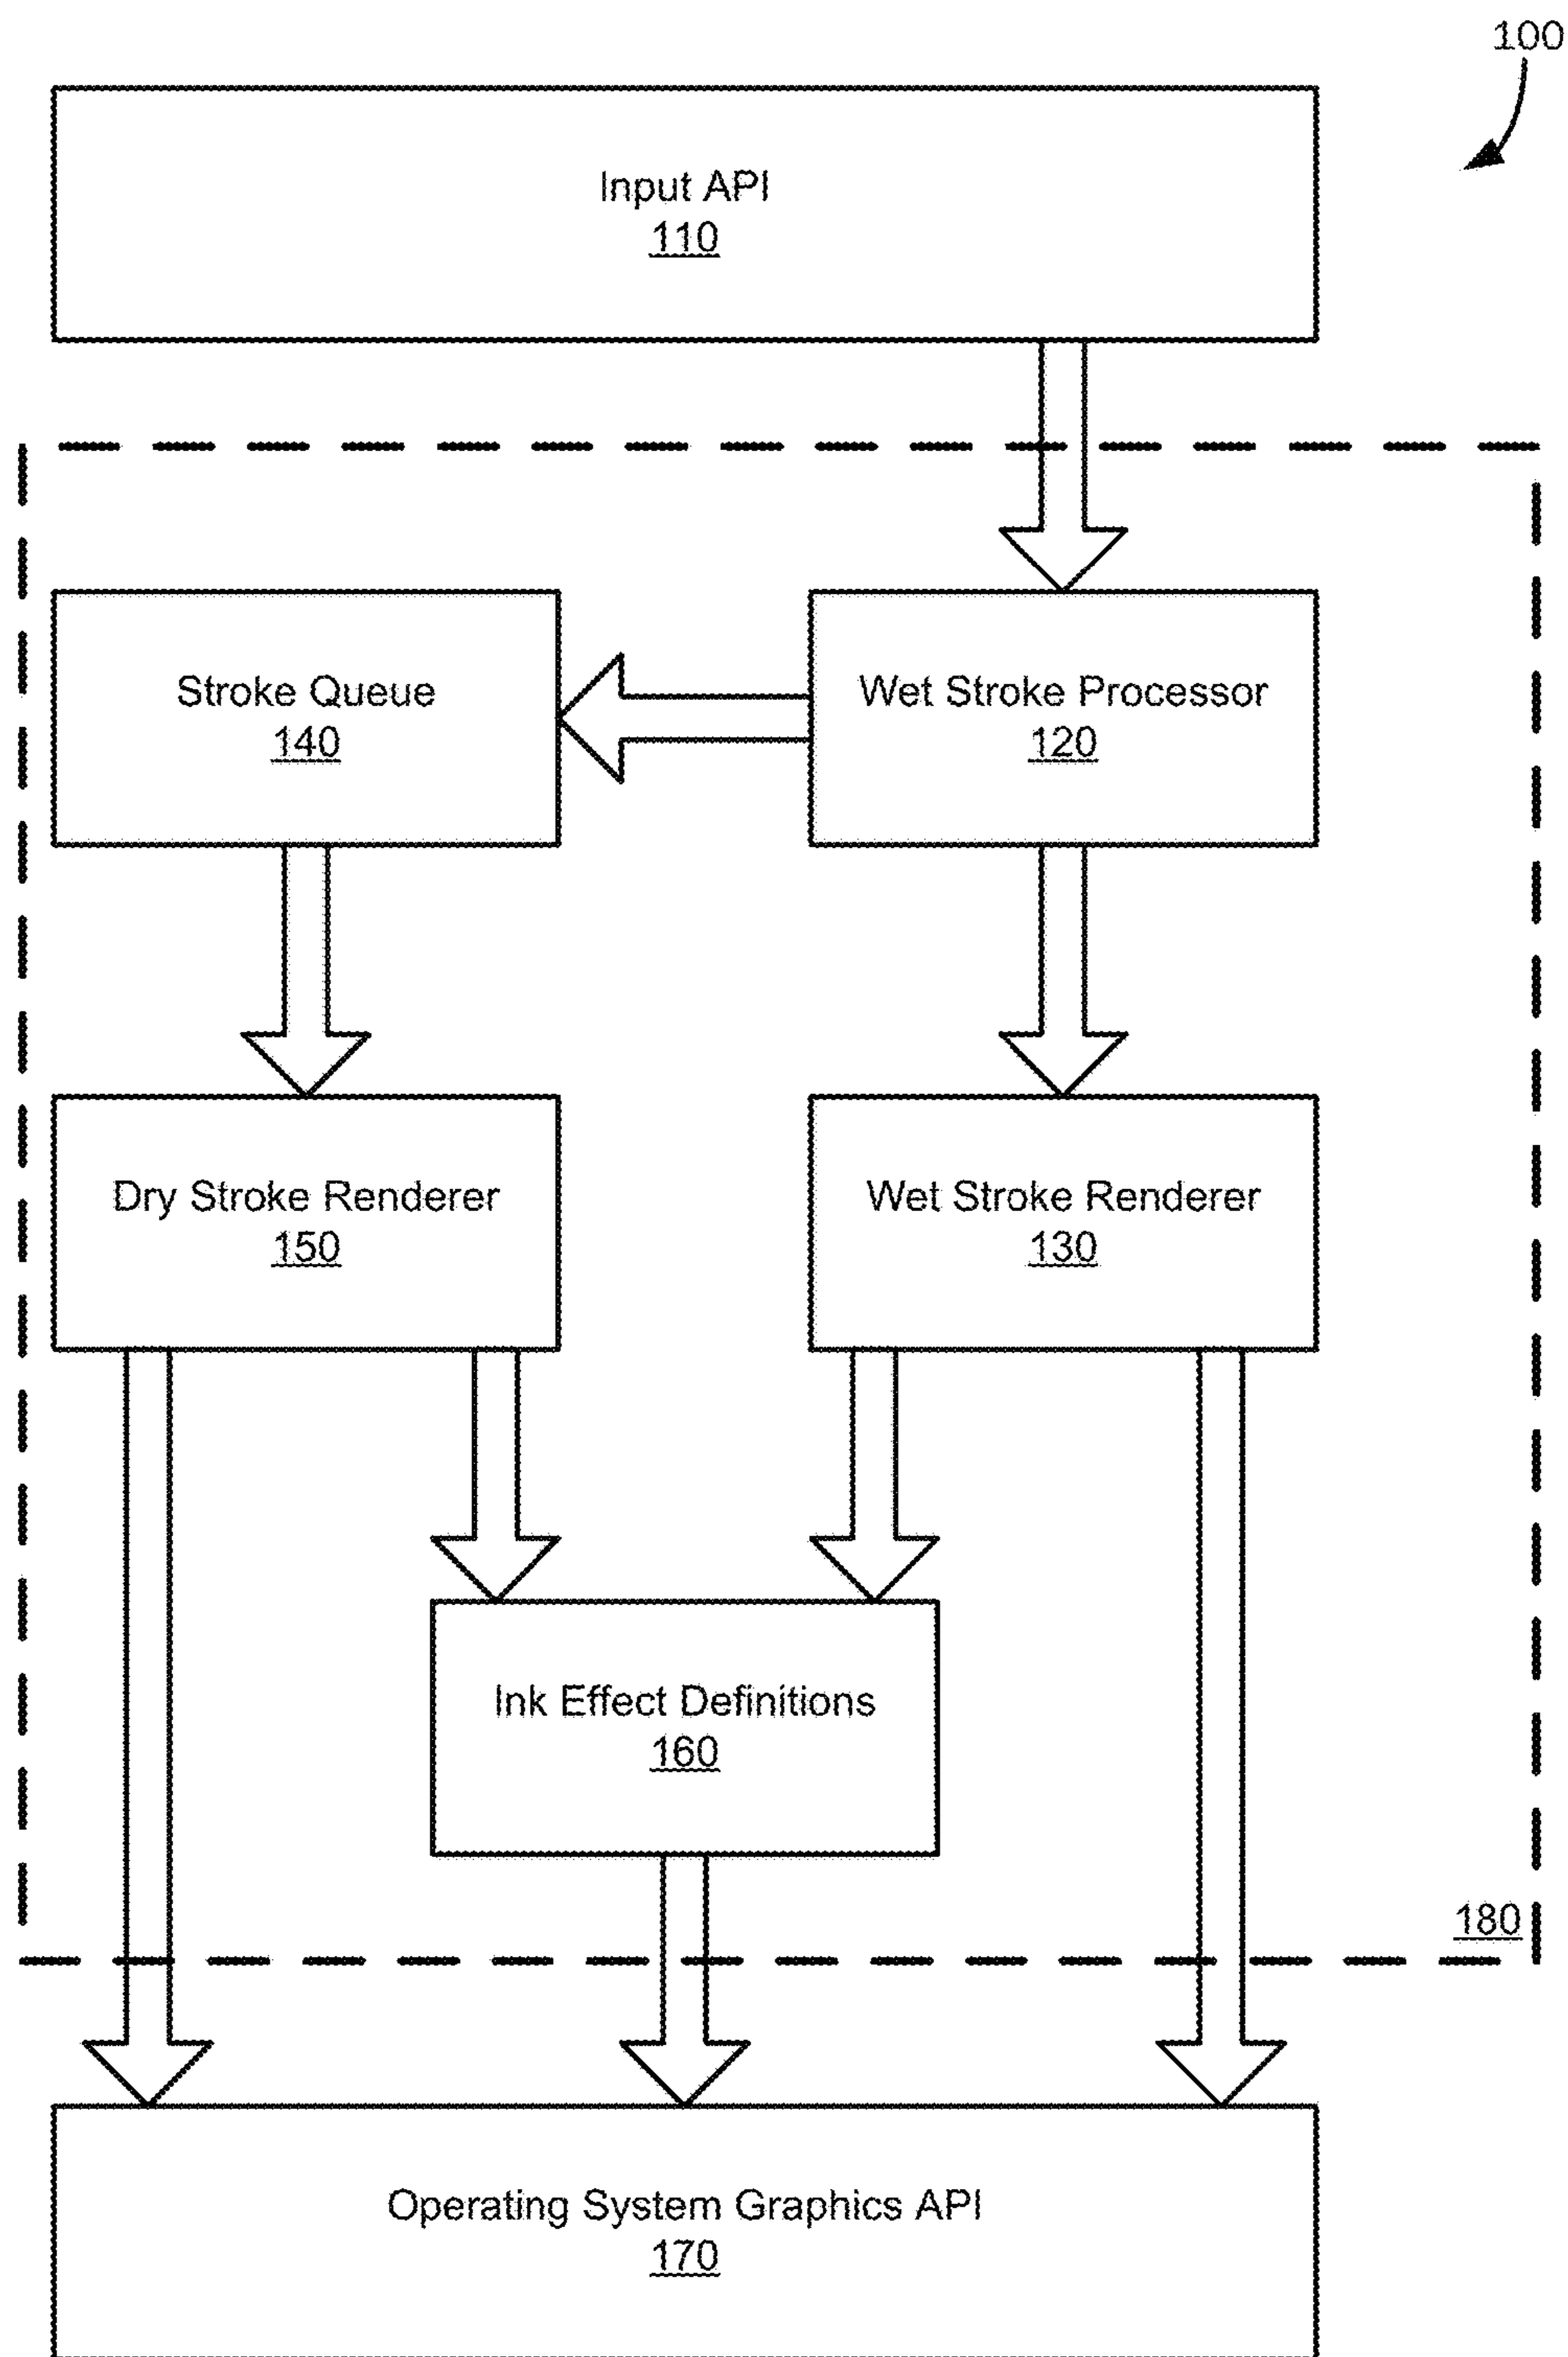 100
Input API
110
Stroke Queue
140
Wet Stroke Processor
120
Dry Stroke Renderer
150
Wet Stroke Renderer
130
Ink Effect Definitions
160
180
Operating System Graphics API
170